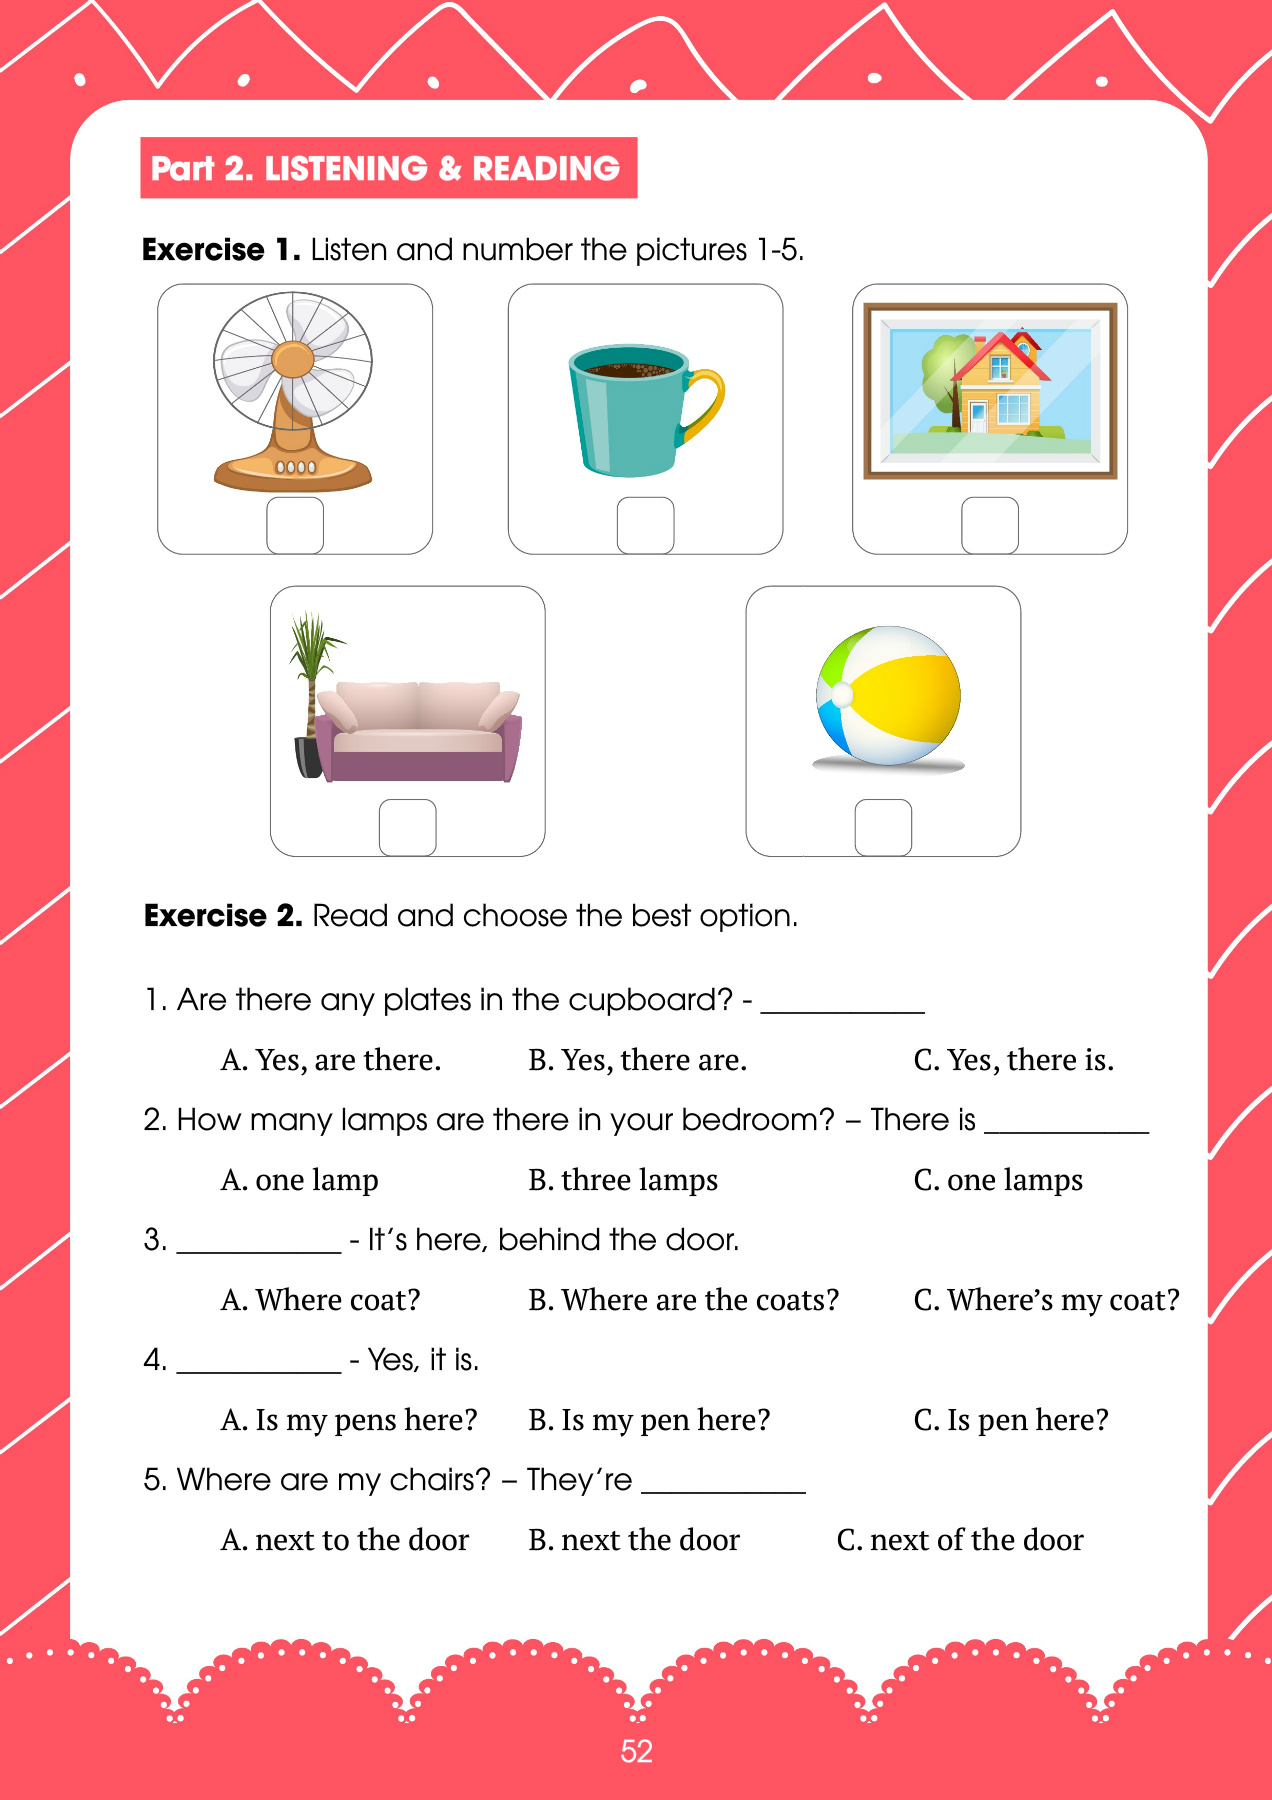 Part 2. LISTENING & READING
Exercise 1. Listen and number the pictures 1-5.
Exercise 2. Read and choose the best option.
1. Are there any plates in the cupboard? - __________
A. Yes, are there. B. Yes, there are. C. Yes, there is.
2. How many lamps are there in your bedroom? – There is __________
A. one lamp B. three lamps C. one lamps
3. __________ - It's here, behind the door.
A. Where coat? B. Where are the coats? C. Where's my coat?
4. __________ - Yes, it is.
A. Is my pens here? B. Is my pen here? C. Is pen here?
5. Where are my chairs? – They're __________
A. next to the door B. next the door C. next of the door
52